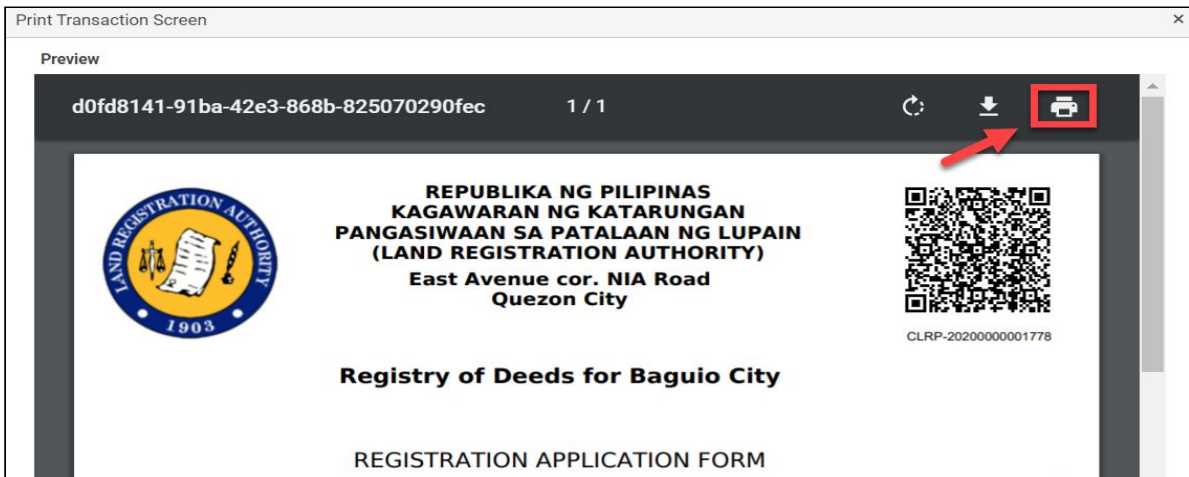 Print Transaction Screen
×
Preview
d0fd8141-91ba-42e3-868b-825070290fec 1 / 1
LAND REGISTRATION AUTHORITY
1903
REPUBLIKA NG PILIPINAS
KAGAWARAN NG KATARUNGAN
PANGASIWAAN SA PATALAAN NG LUPAIN
(LAND REGISTRATION AUTHORITY)
East Avenue cor. NIA Road
Quezon City
CLRP-20200000001778
Registry of Deeds for Baguio City
REGISTRATION APPLICATION FORM